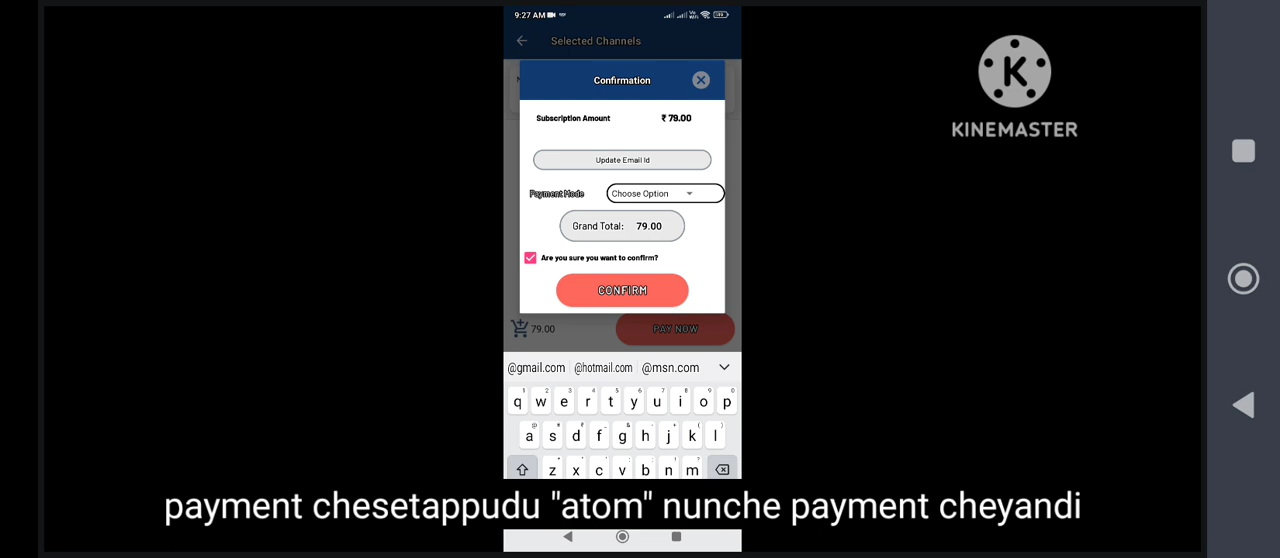 9:27 AM
Selected Channels
Confirmation
Subscription Amount ₹ 79.00
Update Email Id
Payment Mode Choose Option
Grand Total: 79.00
Are you sure you want to confirm?
CONFIRM
79.00 PAY NOW
@gmail.com @hotmail.com @msn.com
q w e r t y u i o p
a s d f g h j k l
z x c v b n m
payment chesetappudu "atom" nunche payment cheyandi
K
KINEMASTER